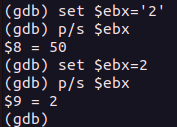 (gdb) set $ebx='2'
(gdb) p/s $ebx
$8 = 50
(gdb) set $ebx=2
(gdb) p/s $ebx
$9 = 2
(gdb)